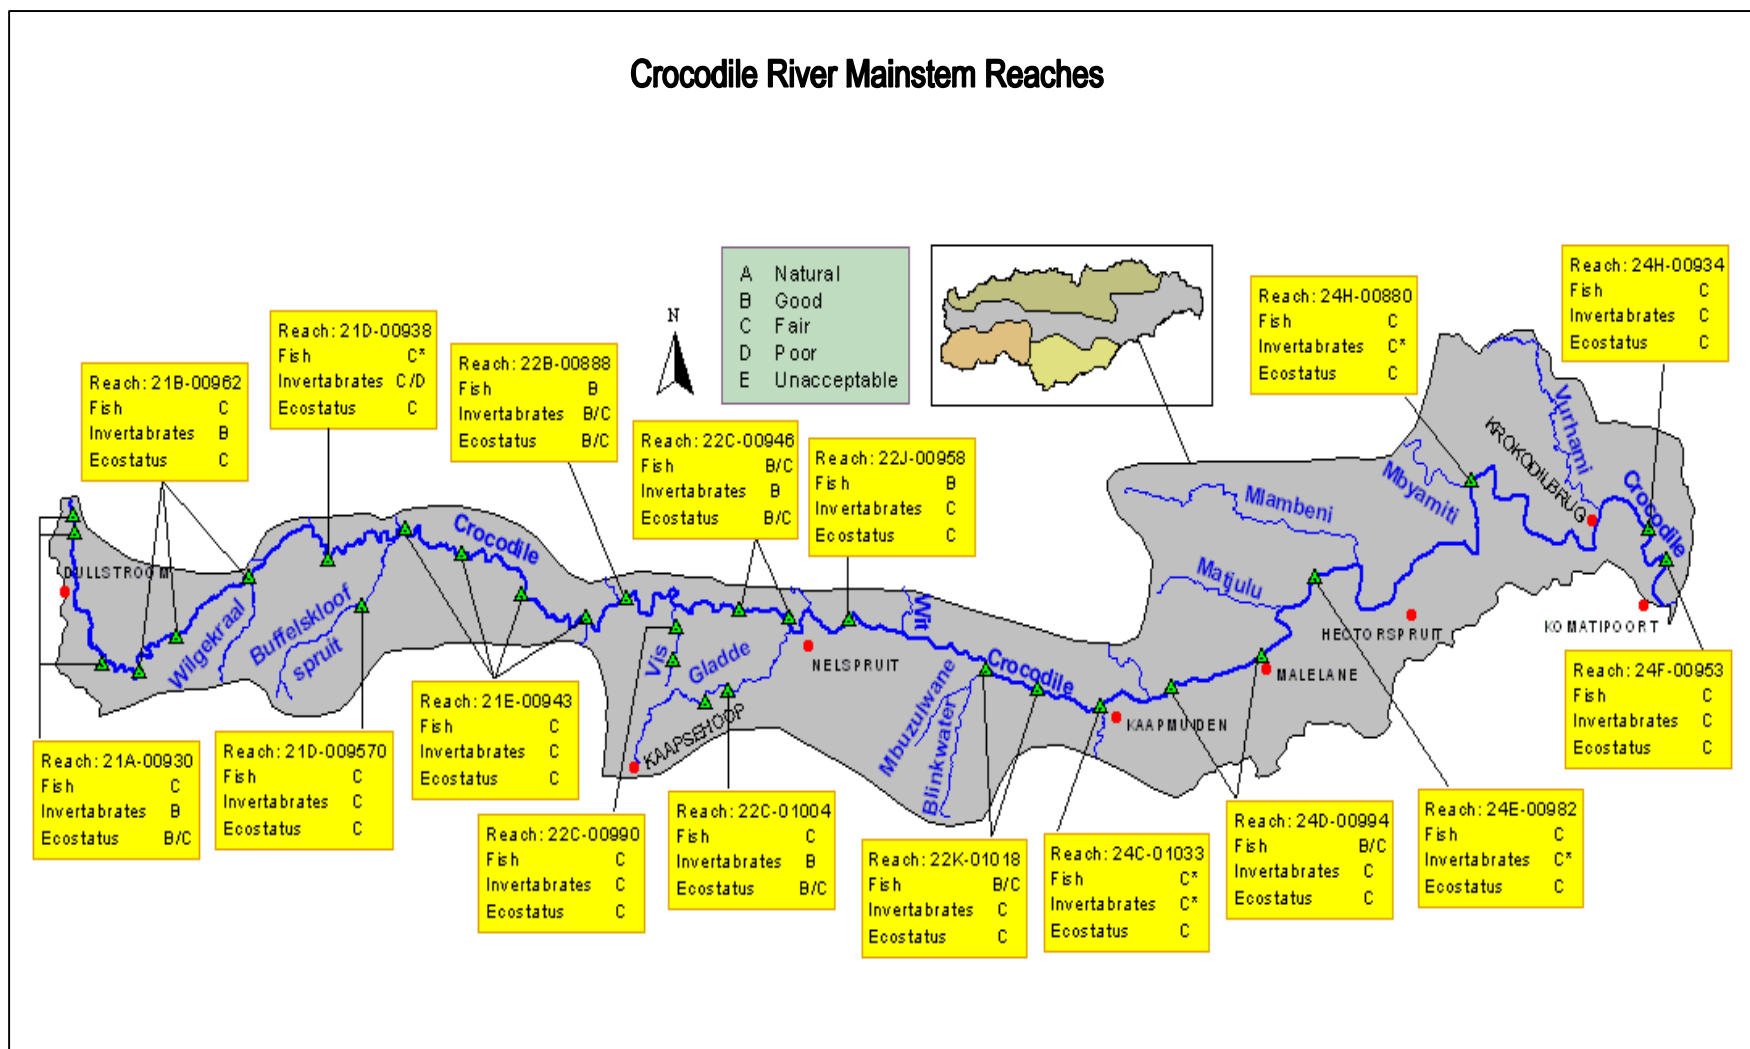 Crocodile River Mainstem Reaches
A Natural
B Good
C Fair
D Poor
E Unacceptable
N
Reach: 24H-00934
Fish C
Invertabrates C
Ecostatus C
Reach: 24H-00880
Fish C
Invertabrates C*
Ecostatus C
Reach: 21D-00938
Fish C*
Invertabrates C/D
Ecostatus C
Reach: 22B-00888
Fish B
Invertabrates B/C
Ecostatus B/C
Reach: 21B-00962
Fish C
Invertabrates B
Ecostatus C
Reach: 22C-00946
Fish B/C
Invertabrates B
Ecostatus B/C
Reach: 22J-00958
Fish B
Invertabrates C
Ecostatus C
DULLSTROOM
Wilgekraal
Buffelskloof
spruit
Crocodile
Vis
Gladde
KAAPSEHOOP
NELSPRUIT
Wit
Mbuzulwane
Blinkwater
Crocodile
KAAPMUIDEN
MALELANE
Matjulu
Mlambeni
HECTORSPRUIT
Mbyamiti
KROKODILBRUG
Vurhami
Crocodile
KOMATIPOORT
Reach: 21A-00930
Fish C
Invertabrates B
Ecostatus B/C
Reach: 21D-009570
Fish C
Invertabrates C
Ecostatus C
Reach: 21E-00943
Fish C
Invertabrates C
Ecostatus C
Reach: 22C-00990
Fish C
Invertabrates C
Ecostatus C
Reach: 22C-01004
Fish C
Invertabrates B
Ecostatus B/C
Reach: 22K-01018
Fish B/C
Invertabrates C
Ecostatus C
Reach: 24C-01033
Fish C*
Invertabrates C*
Ecostatus C
Reach: 24D-00994
Fish B/C
Invertabrates C
Ecostatus C
Reach: 24E-00982
Fish C
Invertabrates C*
Ecostatus C
Reach: 24F-00953
Fish C
Invertabrates C
Ecostatus C